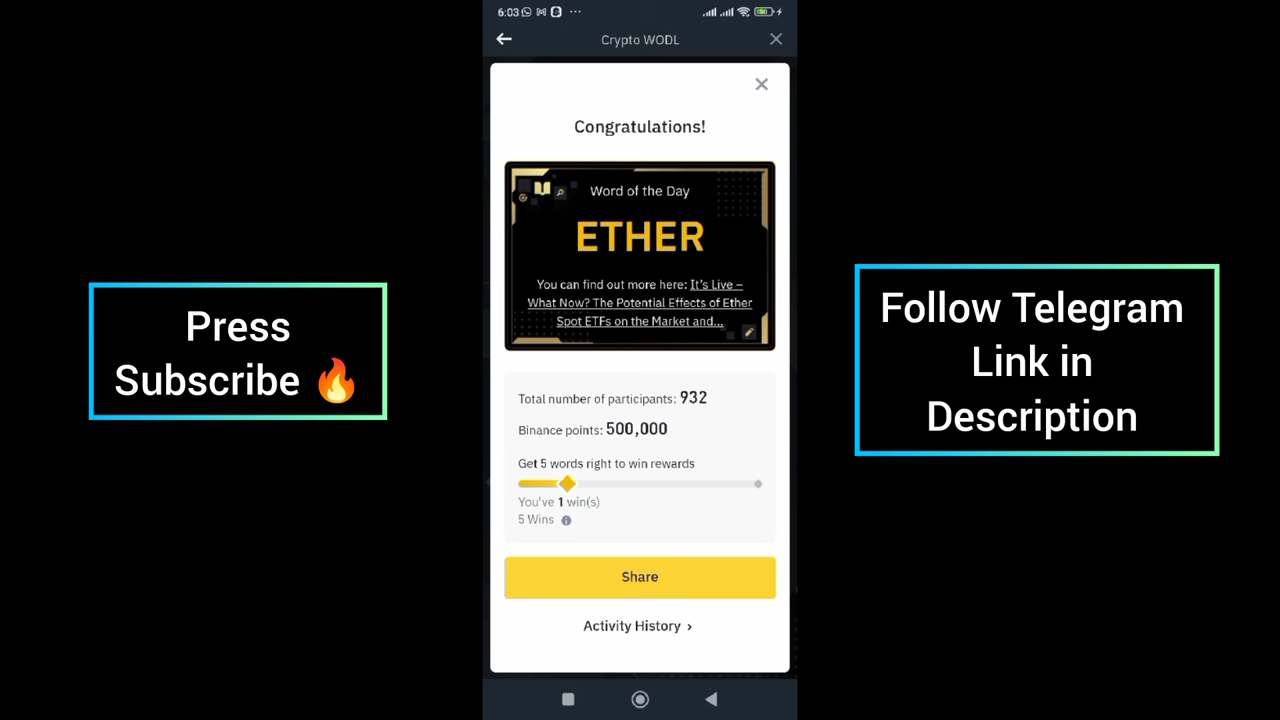 6:03
Crypto WODL
Congratulations!
Word of the Day
ETHER
You can find out more here: It's Live –
What Now? The Potential Effects of Ether
Spot ETFs on the Market and...
Total number of participants: 932
Binance points: 500,000
Get 5 words right to win rewards
You've 1 win(s)
5 Wins
Share
Activity History ›
Press
Subscribe 🔥
Follow Telegram
Link in
Description